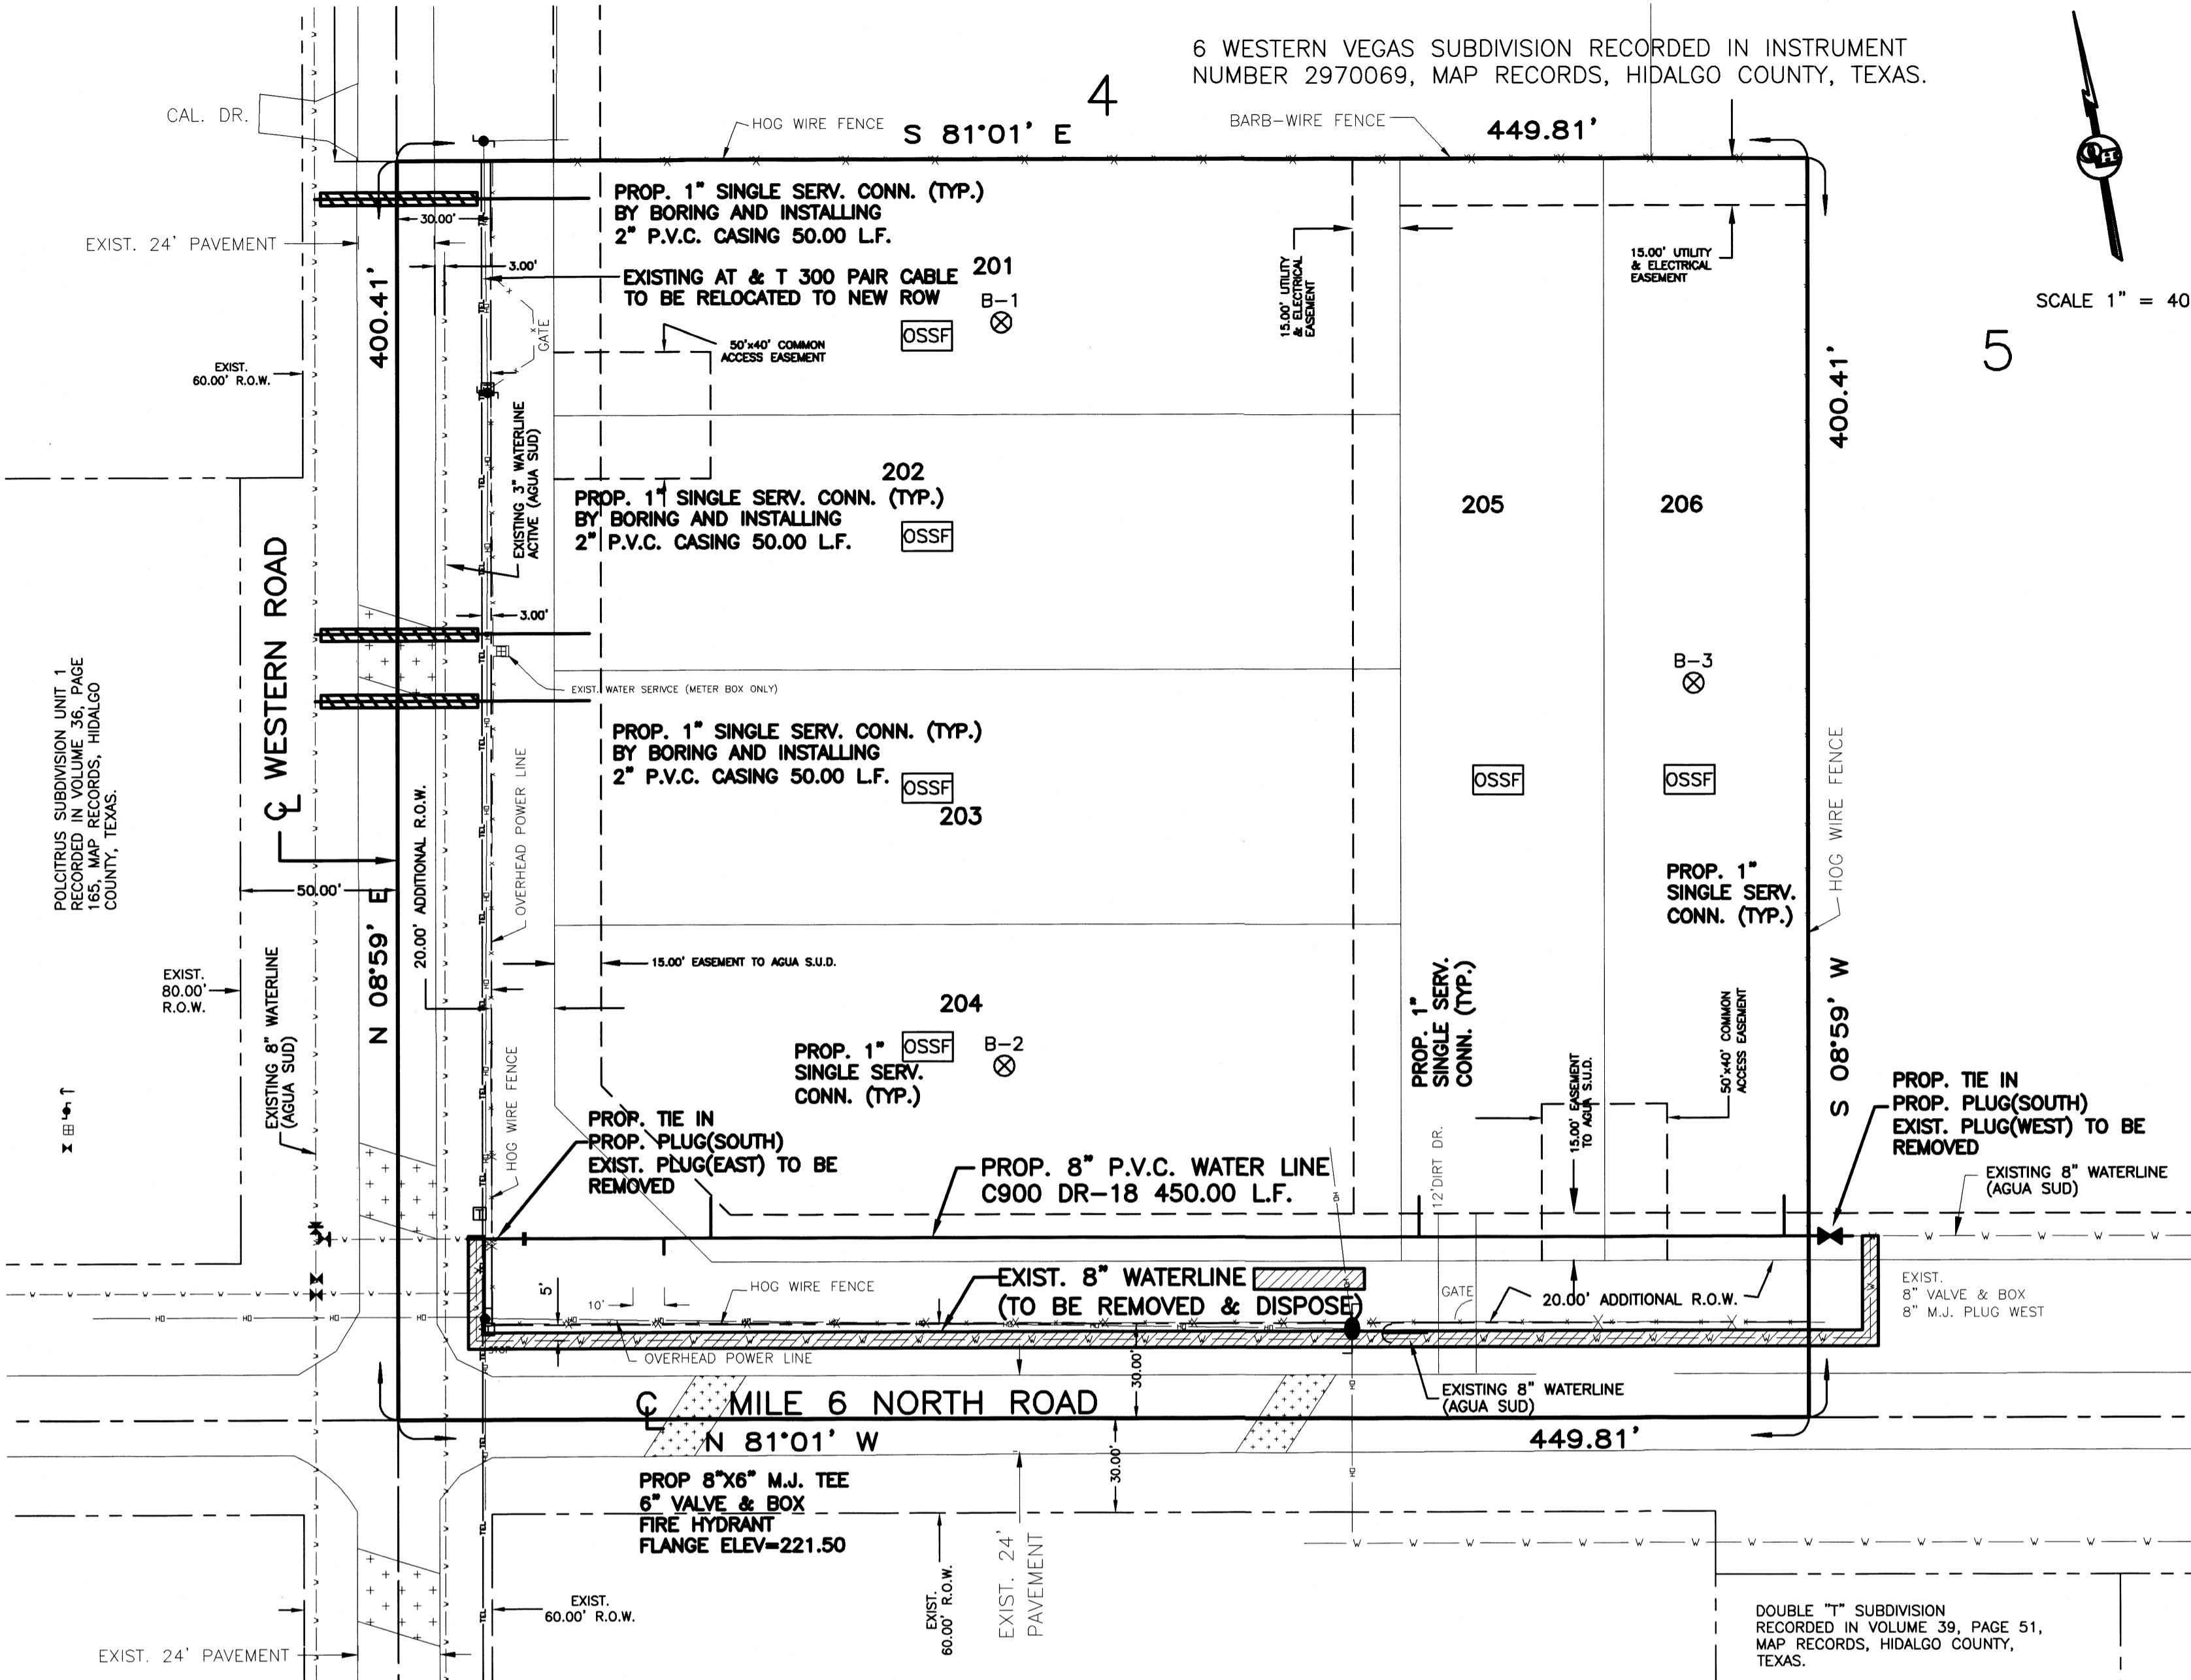 6 WESTERN VEGAS SUBDIVISION RECORDED IN INSTRUMENT
NUMBER 2970069, MAP RECORDS, HIDALGO COUNTY, TEXAS.
4
CAL. DR.
HOG WIRE FENCE
S 81°01' E
BARB-WIRE FENCE
449.81'
PROP. 1" SINGLE SERV. CONN. (TYP.)
BY BORING AND INSTALLING
2" P.V.C. CASING 50.00 L.F.
30.00'
EXIST. 24' PAVEMENT
3.00'
EXISTING AT & T 300 PAIR CABLE
TO BE RELOCATED TO NEW ROW
201
B-1
OSSF
15.00' UTILITY
& ELECTRICAL
EASEMENT
15.00' UTILITY
& ELECTRICAL
EASEMENT
SCALE 1" = 40
5
400.41'
GATE
50'x40' COMMON
ACCESS EASEMENT
400.41'
EXIST.
60.00' R.O.W.
EXISTING 3" WATERLINE
ACTIVE (AGUA SUD)
202
PROP. 1" SINGLE SERV. CONN. (TYP.)
BY BORING AND INSTALLING
2" P.V.C. CASING 50.00 L.F.
OSSF
205
206
3.00'
EXIST. WATER SERIVCE (METER BOX ONLY)
B-3
POLCITRUS SUBDIVISION UNIT 1
RECORDED IN VOLUME 36, PAGE
165, MAP RECORDS, HIDALGO
COUNTY, TEXAS.
CL WESTERN ROAD
PROP. 1" SINGLE SERV. CONN. (TYP.)
BY BORING AND INSTALLING
2" P.V.C. CASING 50.00 L.F.
OSSF
203
OSSF
OSSF
HOG WIRE FENCE
OVERHEAD POWER LINE
20.00' ADDITIONAL R.O.W.
50.00'
N 08°59' E
PROP. 1"
SINGLE SERV.
CONN. (TYP.)
15.00' EASEMENT TO AGUA S.U.D.
EXIST.
80.00'
R.O.W.
EXISTING 8" WATERLINE
(AGUA SUD)
204
OSSF
B-2
PROP. 1"
SINGLE SERV.
CONN. (TYP.)
PROP. 1"
SINGLE SERV.
CONN. (TYP.)
15.00' EASEMENT
TO AGUA S.U.D.
50'x40' COMMON
ACCESS EASEMENT
S 08°59' W
HOG WIRE FENCE
PROP. TIE IN
PROP. PLUG(SOUTH)
EXIST. PLUG(EAST) TO BE
REMOVED
PROP. TIE IN
PROP. PLUG(SOUTH)
EXIST. PLUG(WEST) TO BE
REMOVED
PROP. 8" P.V.C. WATER LINE
C900 DR-18 450.00 L.F.
12'DIRT DR.
EXISTING 8" WATERLINE
(AGUA SUD)
5'
10'
HOG WIRE FENCE
EXIST. 8" WATERLINE
(TO BE REMOVED & DISPOSE)
GATE
20.00' ADDITIONAL R.O.W.
EXIST.
8" VALVE & BOX
8" M.J. PLUG WEST
STOP
OVERHEAD POWER LINE
30.00'
EXISTING 8" WATERLINE
(AGUA SUD)
CL MILE 6 NORTH ROAD
N 81°01' W
449.81'
30.00'
PROP 8"X6" M.J. TEE
6" VALVE & BOX
FIRE HYDRANT
FLANGE ELEV=221.50
EXIST.
60.00' R.O.W.
EXIST. 24'
PAVEMENT
EXIST.
60.00' R.O.W.
EXIST. 24' PAVEMENT
DOUBLE "T" SUBDIVISION
RECORDED IN VOLUME 39, PAGE 51,
MAP RECORDS, HIDALGO COUNTY,
TEXAS.